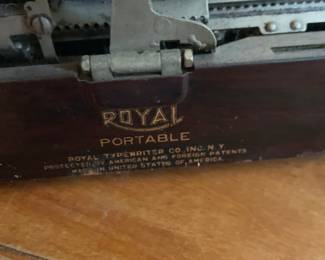 ROYAL
PORTABLE
ROYAL TYPEWRITER CO. INC. N.Y.
PROTECTED BY AMERICAN AND FOREIGN PATENTS
MADE IN UNITED STATES OF AMERICA.